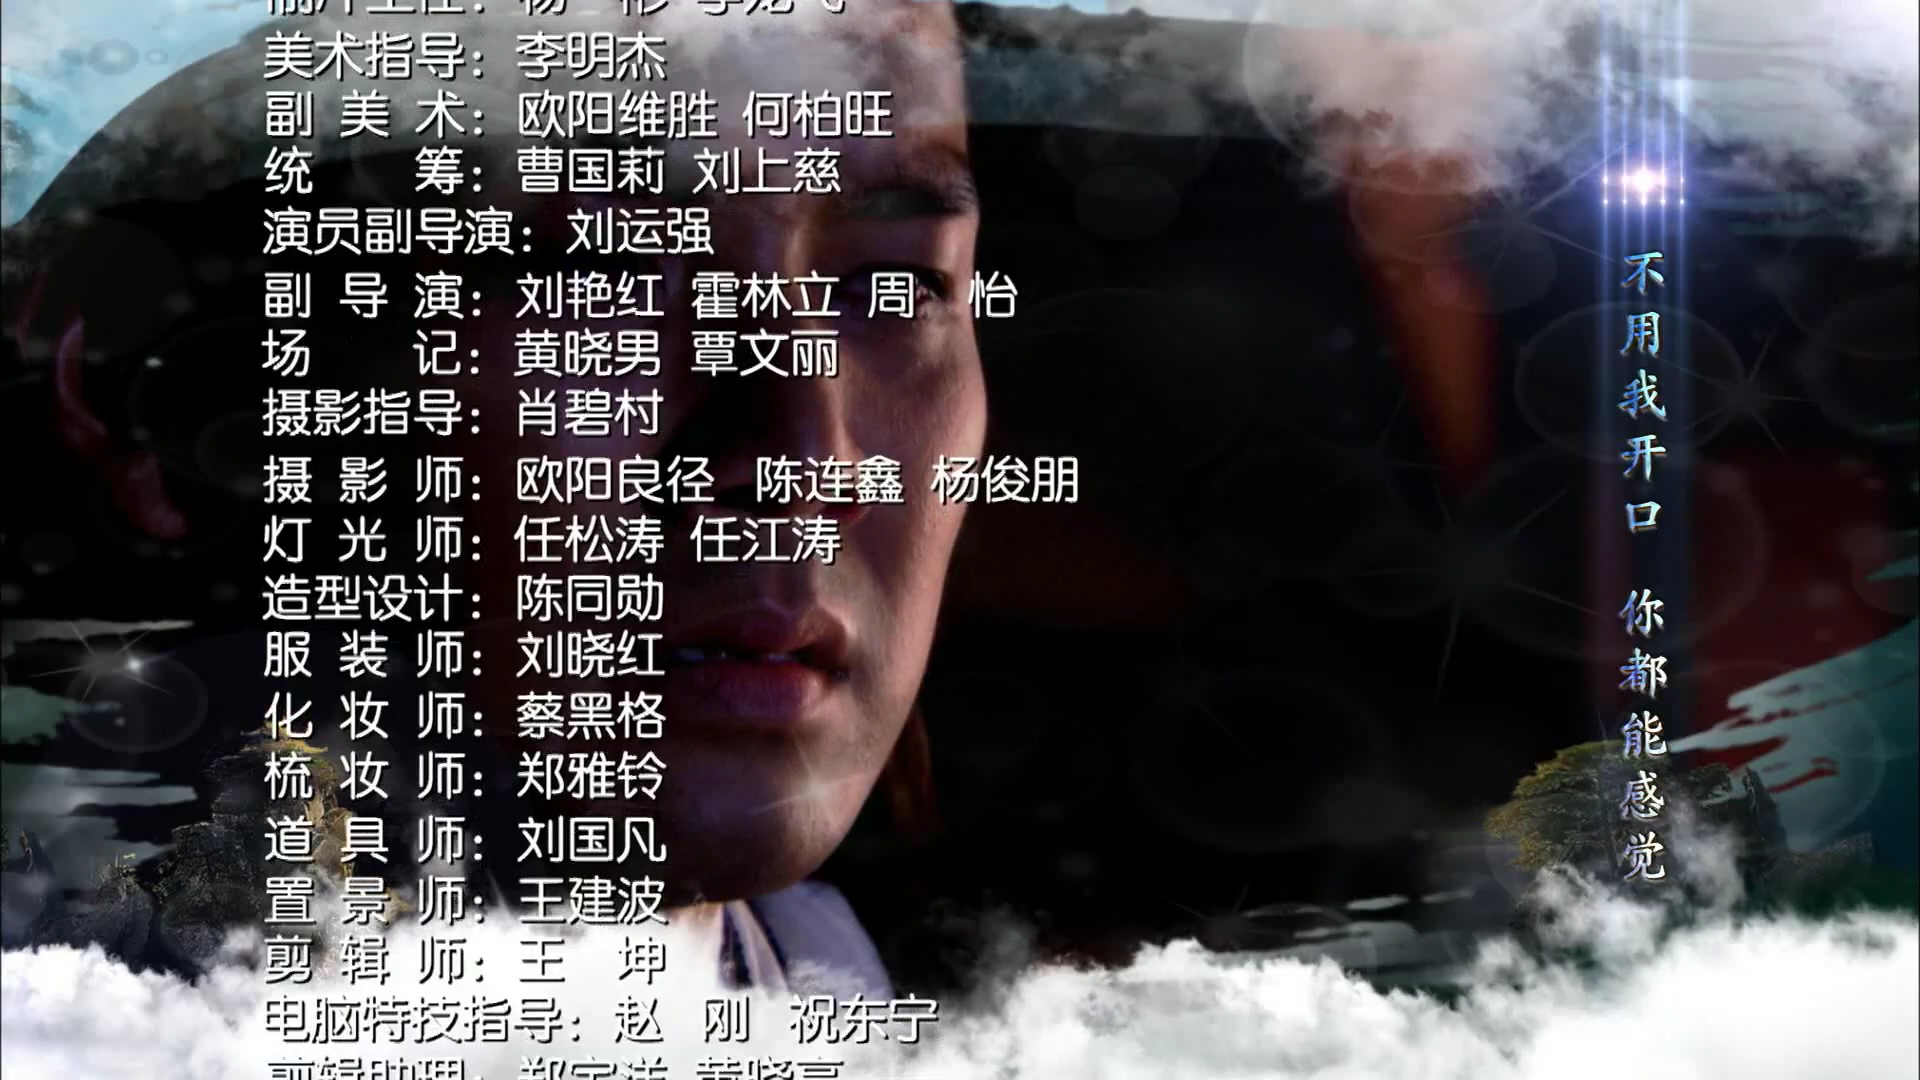 美术指导：李明杰
副 美 术：欧阳维胜 何柏旺
统 筹：曹国莉 刘上慈
演员副导演：刘运强
副 导 演：刘艳红 霍林立 周 怡
场 记：黄晓男 覃文丽
摄影指导：肖碧村
摄 影 师：欧阳良径 陈连鑫 杨俊朋
灯 光 师：任松涛 任江涛
造型设计：陈同勋
服 装 师：刘晓红
化 妆 师：蔡黑格
梳 妆 师：郑雅铃
道 具 师：刘国凡
置 景 师：王建波
剪 辑 师：王 坤
电脑特技指导：赵 刚 祝东宁
剪辑助理：
不用我开口 你都能感觉